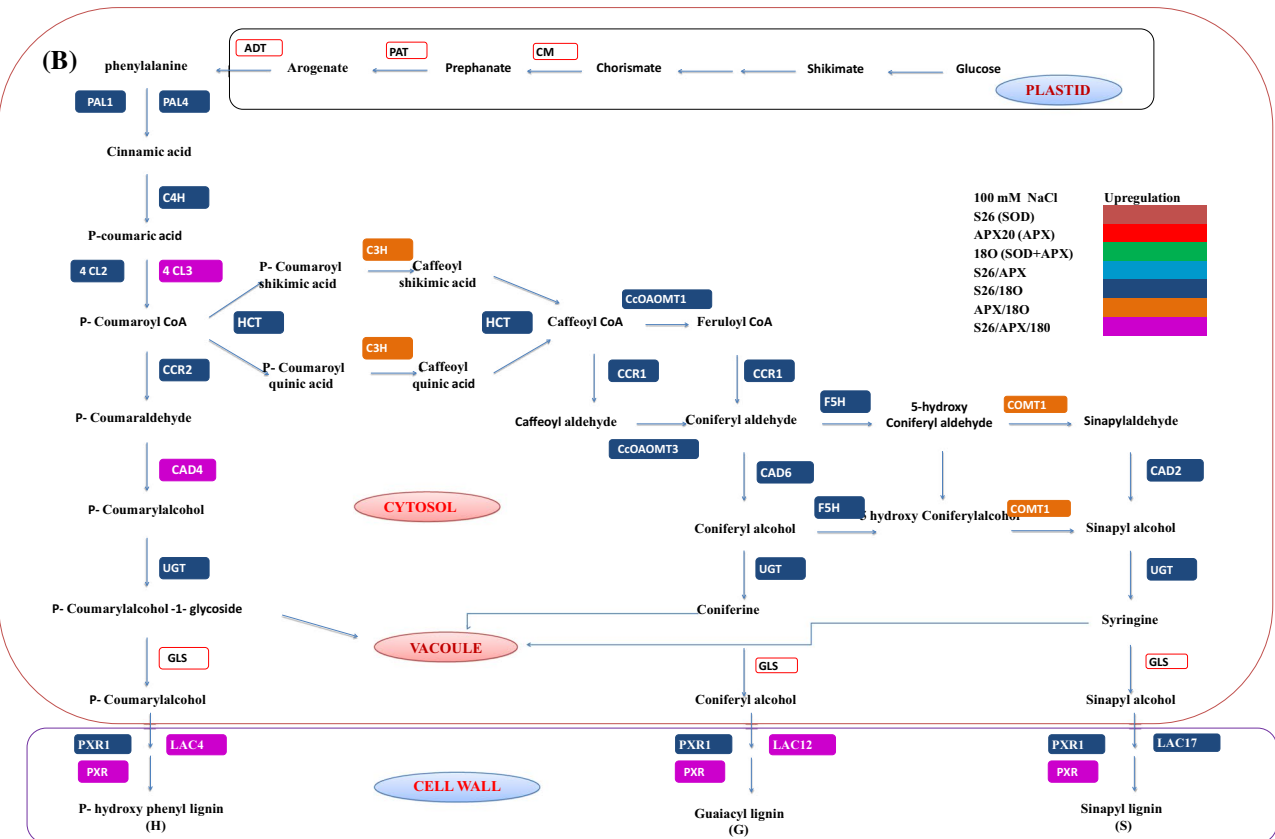 (B)
ADT
PAT
CM
phenylalanine
Arogenate
Prephanate
Chorismate
Shikimate
Glucose
PLASTID
PAL1
PAL4
Cinnamic acid
C4H
P-coumaric acid
4 CL2
4 CL3
P- Coumaroyl CoA
HCT
P- Coumaroyl
shikimic acid
C3H
Caffeoyl
shikimic acid
P- Coumaroyl
quinic acid
C3H
Caffeoyl
quinic acid
HCT
Caffeoyl CoA
CcOAOMT1
Feruloyl CoA
100 mM NaCl
Upregulation
S26 (SOD)
APX20 (APX)
18O (SOD+APX)
S26/APX
S26/18O
APX/18O
S26/APX/180
CCR2
CCR1
CCR1
P- Coumaraldehyde
Caffeoyl aldehyde
CcOAOMT3
Coniferyl aldehyde
F5H
5-hydroxy
Coniferyl aldehyde
COMT1
Sinapylaldehyde
CAD4
CAD6
CAD2
CYTOSOL
P- Coumarylalcohol
Coniferyl alcohol
F5H
5 hydroxy Coniferylalcohol
COMT1
Sinapyl alcohol
UGT
UGT
UGT
P- Coumarylalcohol -1- glycoside
Coniferine
Syringine
VACOULE
GLS
GLS
GLS
P- Coumarylalcohol
Coniferyl alcohol
Sinapyl alcohol
PXR1
LAC4
PXR1
LAC12
PXR1
LAC17
PXR
PXR
PXR
CELL WALL
P- hydroxy phenyl lignin
(H)
Guaiacyl lignin
(G)
Sinapyl lignin
(S)